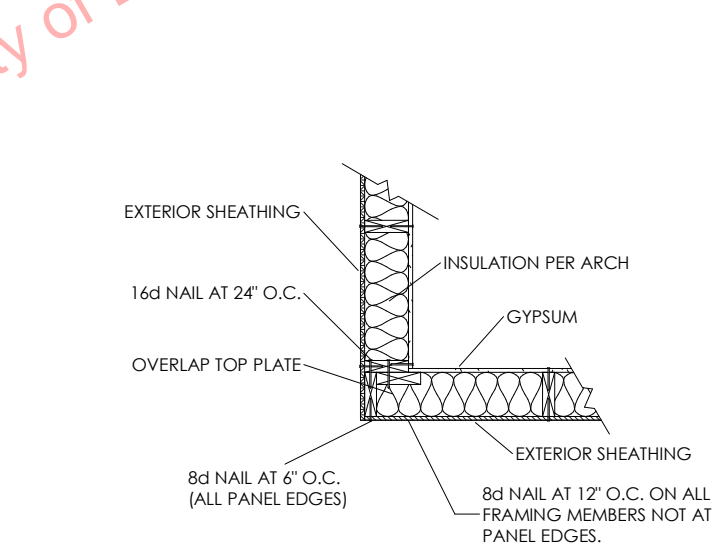 EXTERIOR SHEATHING
16d NAIL AT 24" O.C.
OVERLAP TOP PLATE
INSULATION PER ARCH
GYPSUM
EXTERIOR SHEATHING
8d NAIL AT 6" O.C.
(ALL PANEL EDGES)
8d NAIL AT 12" O.C. ON ALL
FRAMING MEMBERS NOT AT
PANEL EDGES.